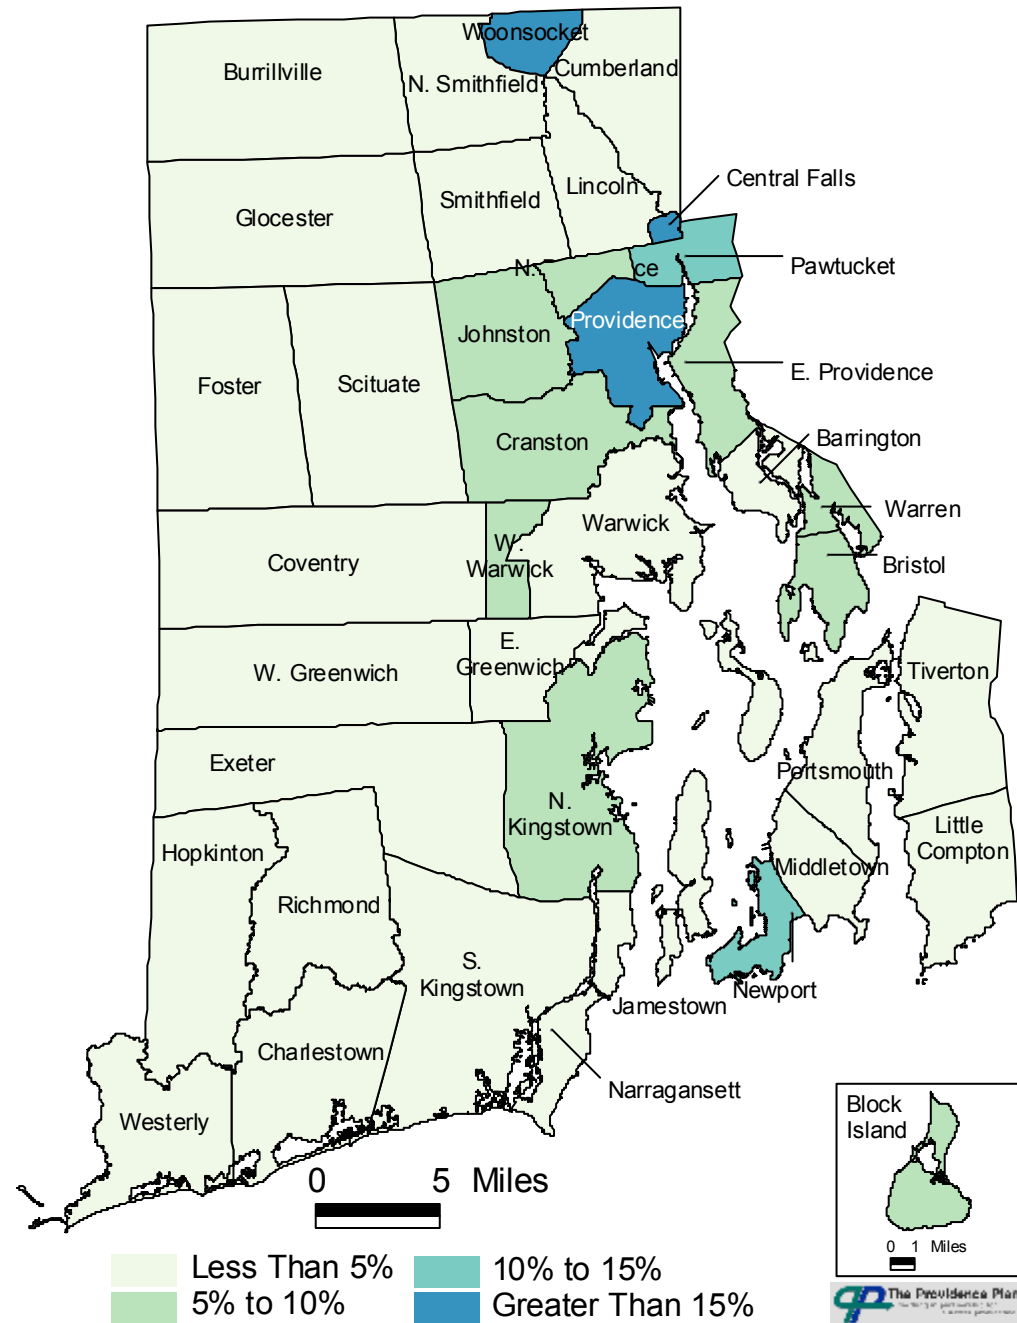 Woonsocket
Burrillville
N. Smithfield
Cumberland
Central Falls
Lincoln
Smithfield
Glocester
Pawtucket
N.
ce
Providence
Johnston
E. Providence
Foster
Scituate
Cranston
Barrington
Warren
Warwick
W.
Warwick
Coventry
Bristol
E.
Greenwich
W. Greenwich
Tiverton
Exeter
Portsmouth
N.
Kingstown
Little
Compton
Hopkinton
Middletown
Richmond
S.
Kingstown
Newport
Jamestown
Charlestown
Narragansett
Westerly
Block
Island
0 5 Miles
0 1 Miles
Less Than 5%
5% to 10%
10% to 15%
Greater Than 15%
The Providence Plan